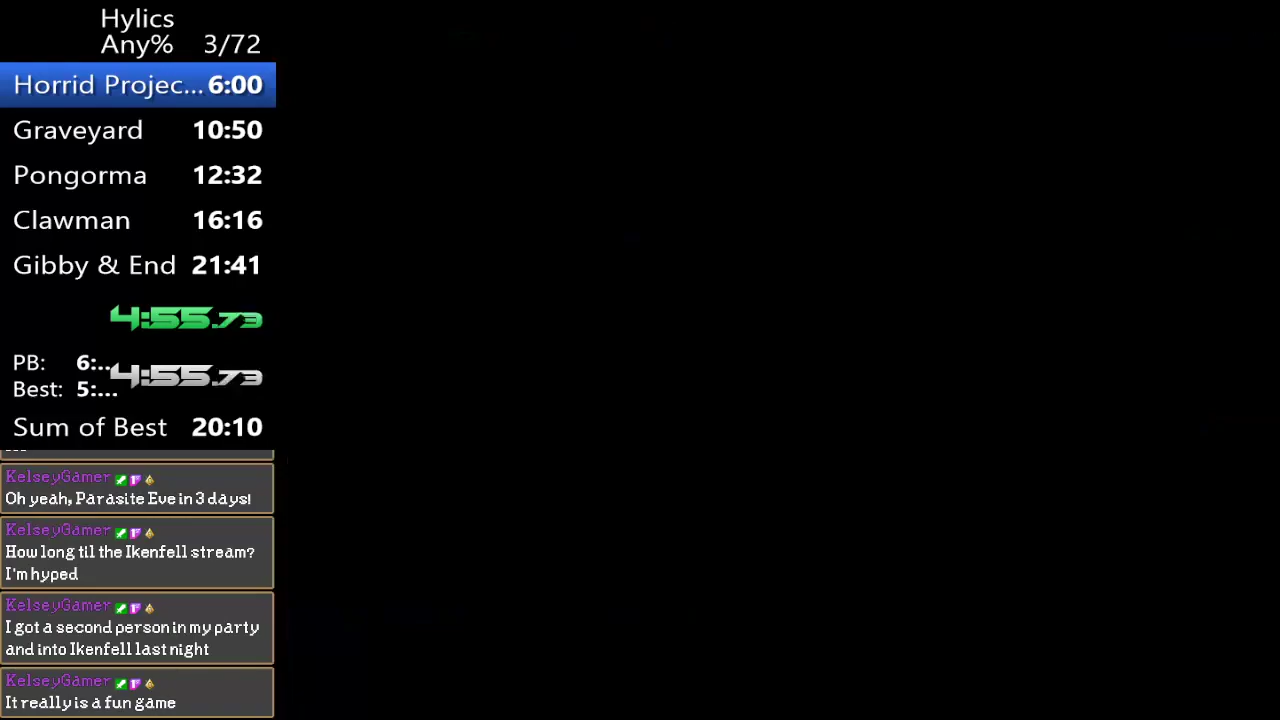 Hylics
Any% 3/72
Horrid Projec... 6:00
Graveyard 10:50
Pongorma 12:32
Clawman 16:16
Gibby & End 21:41
4:55.73
PB: 6:...
4:55.73
Best: 5:...
Sum of Best 20:10
KelseyGamer
Oh yeah, Parasite Eve in 3 days!
KelseyGamer
How long til the Ikenfell stream?
I'm hyped
KelseyGamer
I got a second person in my party
and into Ikenfell last night
KelseyGamer
It really is a fun game